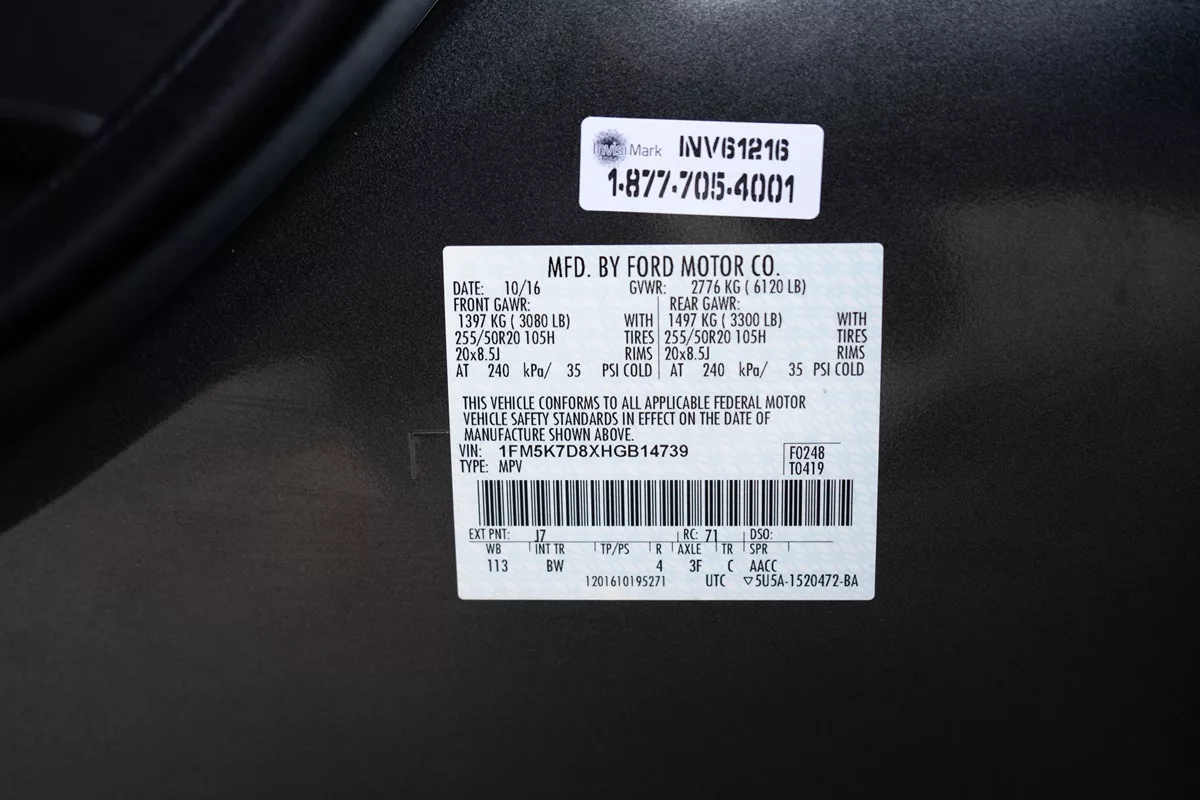 InvisiMark INV61216
1-877-705-4001
MFD. BY FORD MOTOR CO.
DATE: 10/16 GVWR: 2776 KG ( 6120 LB)
FRONT GAWR: REAR GAWR:
1397 KG ( 3080 LB) WITH 1497 KG ( 3300 LB) WITH
255/50R20 105H TIRES 255/50R20 105H TIRES
20x8.5J RIMS 20x8.5J RIMS
AT 240 kPa/ 35 PSI COLD AT 240 kPa/ 35 PSI COLD
THIS VEHICLE CONFORMS TO ALL APPLICABLE FEDERAL MOTOR
VEHICLE SAFETY STANDARDS IN EFFECT ON THE DATE OF
MANUFACTURE SHOWN ABOVE.
VIN: 1FM5K7D8XHGB14739 F0248
TYPE: MPV T0419
EXT PNT: J7 RC: 71 DSO:
WB INT TR TP/PS R AXLE TR SPR
113 BW 4 3F C AACC
1201610195271 UTC ▽5U5A-1520472-BA